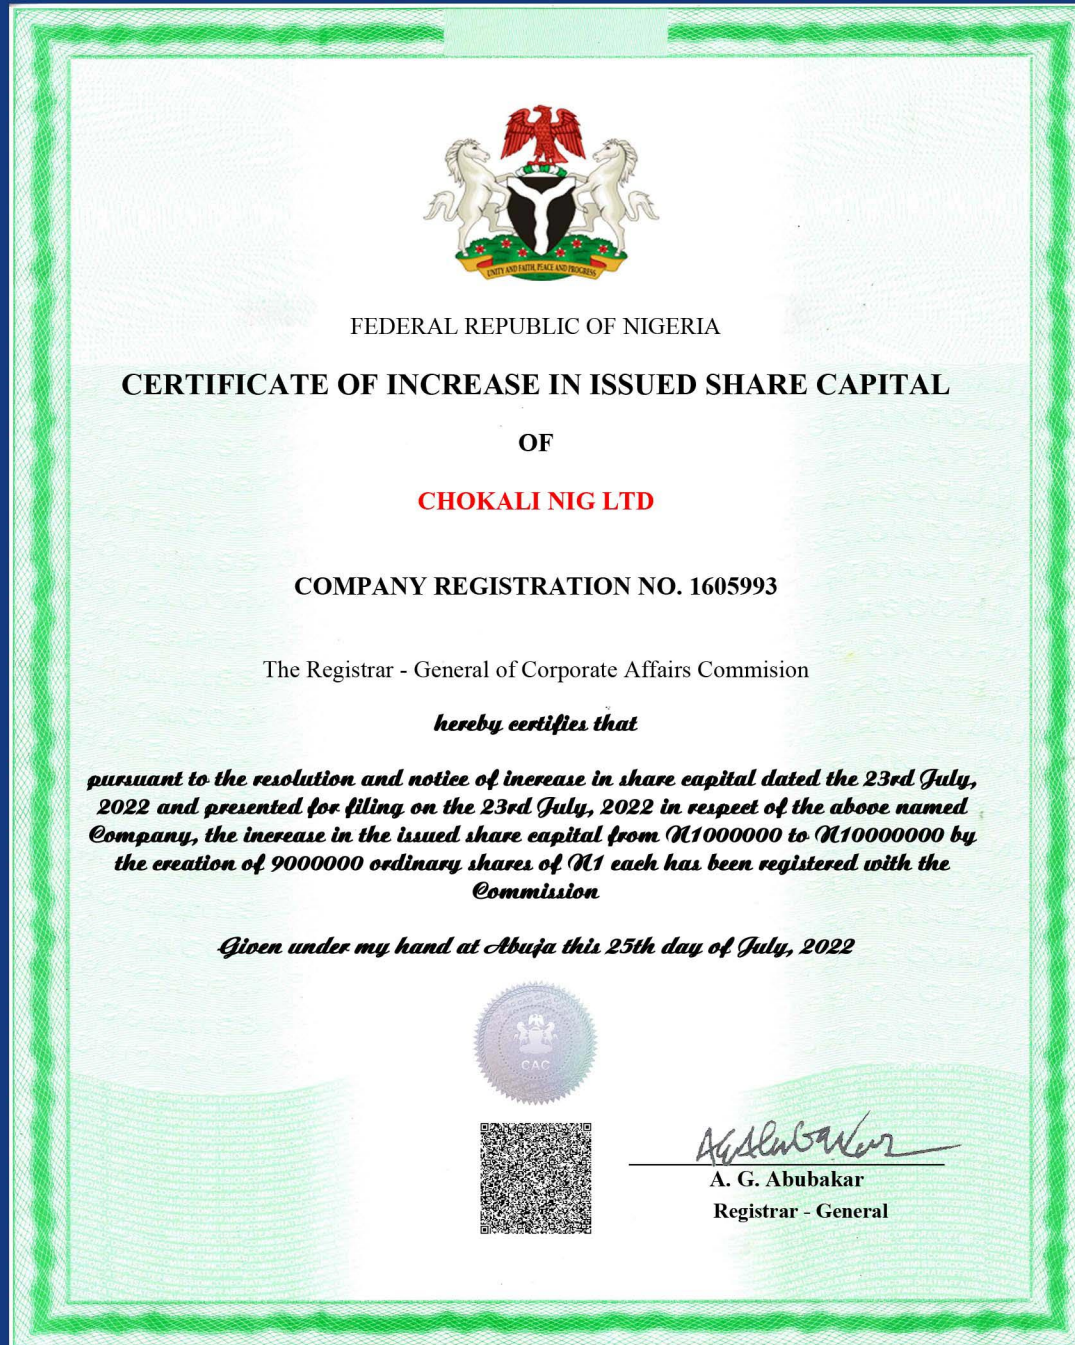 UNITY AND FAITH, PEACE AND PROGRESS
FEDERAL REPUBLIC OF NIGERIA
CERTIFICATE OF INCREASE IN ISSUED SHARE CAPITAL
OF
CHOKALI NIG LTD
COMPANY REGISTRATION NO. 1605993
The Registrar - General of Corporate Affairs Commision
hereby certifies that
pursuant to the resolution and notice of increase in share capital dated the 23rd July,
2022 and presented for filing on the 23rd July, 2022 in respect of the above named
Company, the increase in the issued share capital from N1000000 to N10000000 by
the creation of 9000000 ordinary shares of N1 each has been registered with the
Commission
Given under my hand at Abuja this 25th day of July, 2022
CAC
AGAbubakar
A. G. Abubakar
Registrar - General